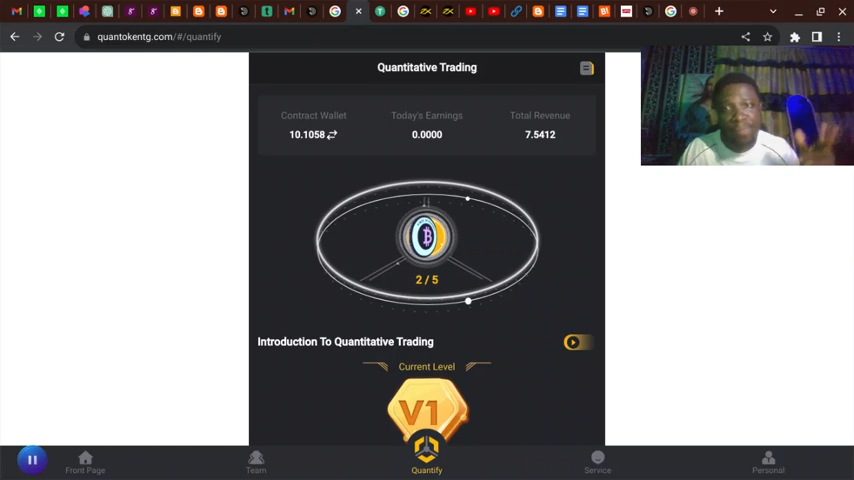 quantokentg.com/#/quantify
Quantitative Trading
Contract Wallet
Today's Earnings
Total Revenue
10.1058
0.0000
7.5412
2 / 5
Introduction To Quantitative Trading
Current Level
V1
Front Page
Team
Quantify
Service
Personal